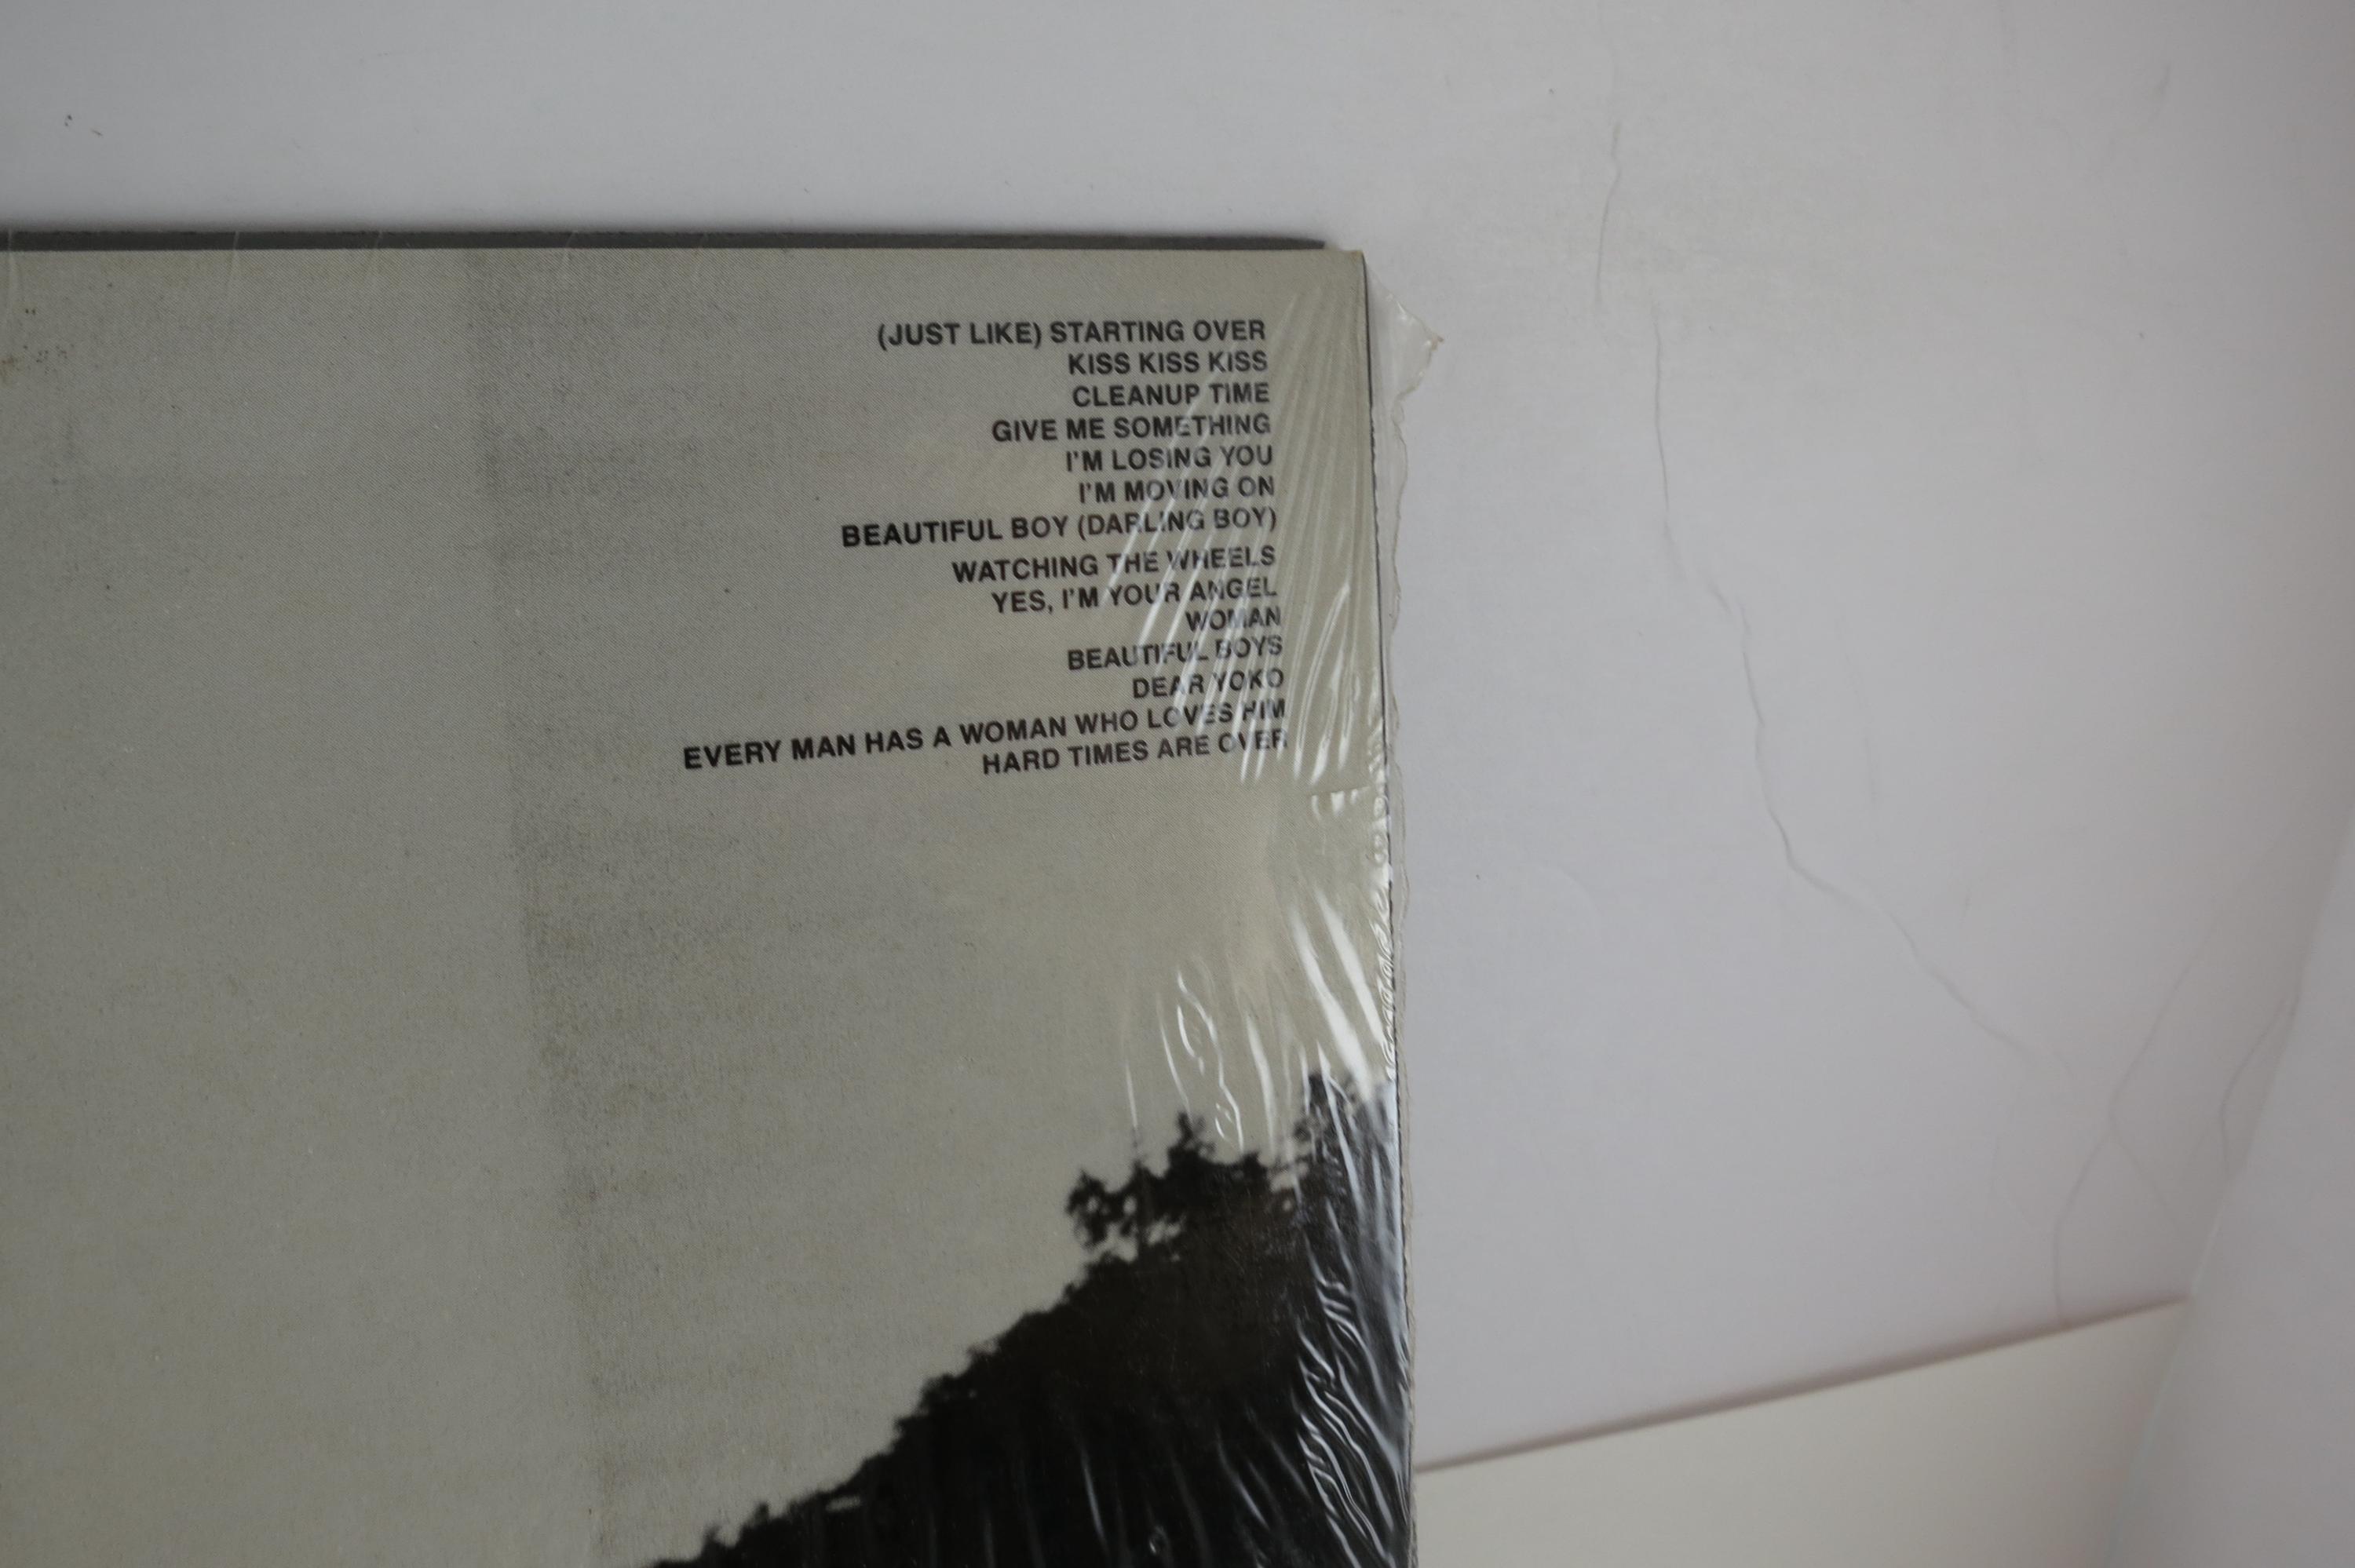 (JUST LIKE) STARTING OVER
KISS KISS KISS
CLEANUP TIME
GIVE ME SOMETHING
I'M LOSING YOU
I'M MOVING ON
BEAUTIFUL BOY (DARLING BOY)
WATCHING THE WHEELS
YES, I'M YOUR ANGEL
WOMAN
BEAUTIFUL BOYS
DEAR YOKO
EVERY MAN HAS A WOMAN WHO LOVES HIM
HARD TIMES ARE OVER